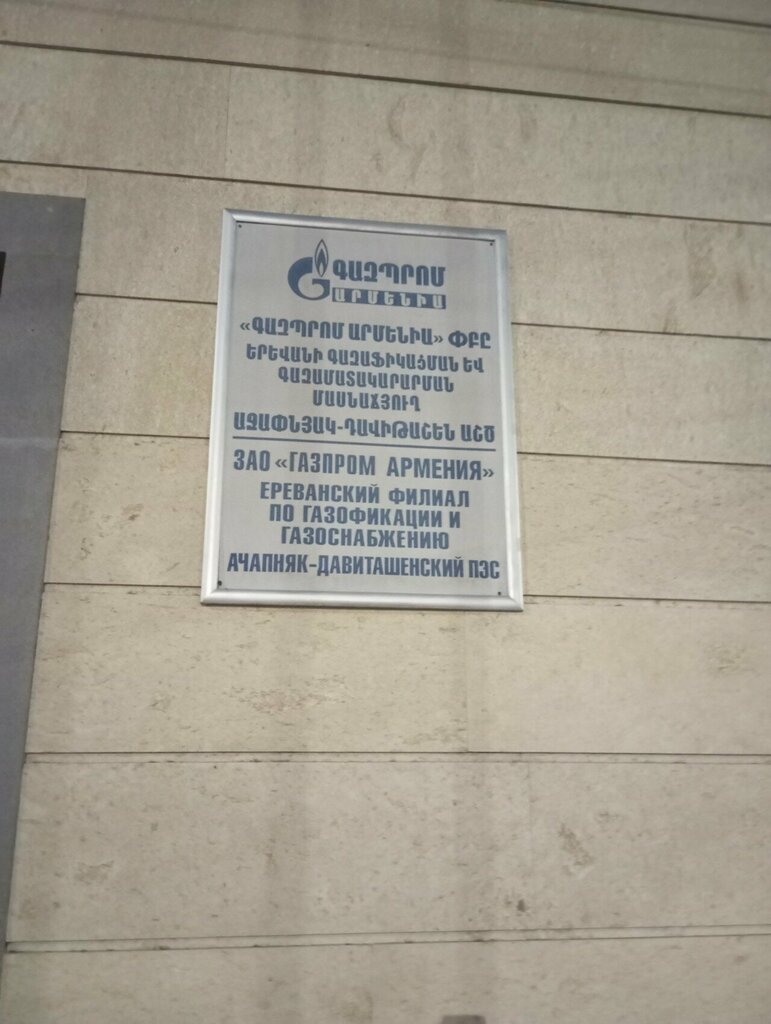 ԳԱԶՊՐՈՄ
ԱՐՄԵՆԻԱ
«ԳԱԶՊՐՈՄ ԱՐՄԵՆԻԱ» ՓԲԸ
ԵՐԵՎԱՆԻ ԳԱԶԱՖԻԿԱՑՄԱՆ ԵՎ
ԳԱԶԱՄԱՏԱԿԱՐԱՐՄԱՆ
ՄԱՍՆԱՃՅՈՒՂ
ԱՋԱՓՆՅԱԿ-ԴԱՎԻԹԱՇԵՆ ԱՇԾ
ЗАО «ГАЗПРОМ АРМЕНИЯ»
ЕРЕВАНСКИЙ ФИЛИАЛ
ПО ГАЗОФИКАЦИИ И
ГАЗОСНАБЖЕНИЮ
АЧАПНЯК-ДАВИТАШЕНСКИЙ ПЭС